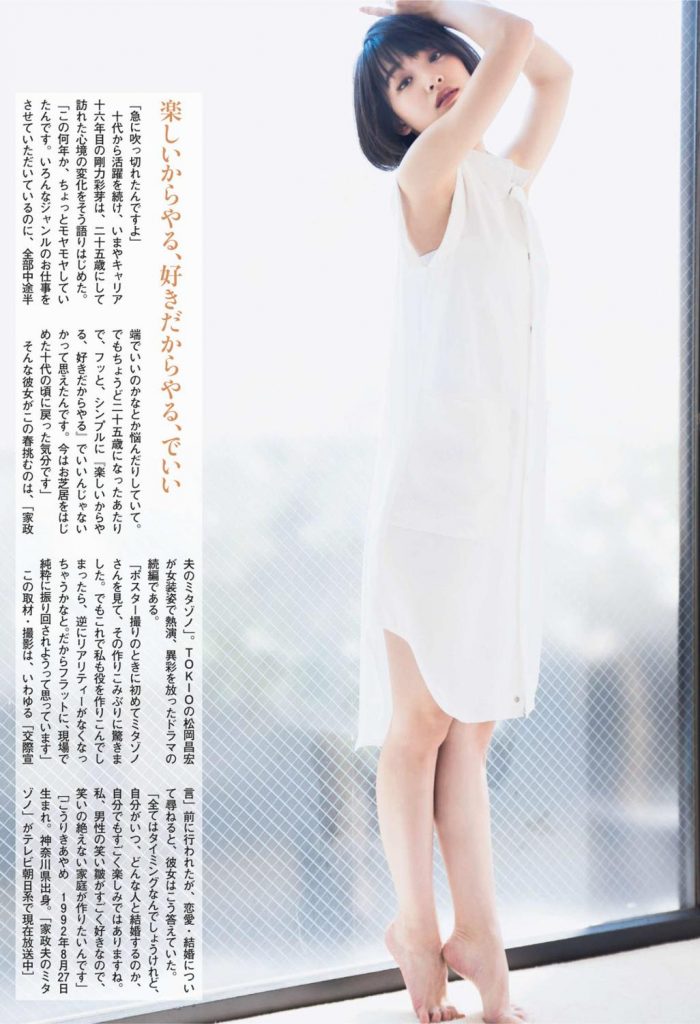 楽しいからやる、好きだからやる、でいい
「急に吹っ切れたんですよ」
十代から活躍を続け、いまやキャリア
十六年目の剛力彩芽は、二十五歳にして
訪れた心境の変化をそう語りはじめた。
「この何年か、ちょっとモヤモヤしてい
たんです。いろんなジャンルのお仕事を
させていただいているのに、全部中途半
端でいいのかなとか悩んだりしていて。
でもちょうど二十五歳になったあたり
で、フッと、シンプルに『楽しいからや
る、好きだからやる』でいいんじゃない
かって思えたんです。今はお芝居をはじ
めた十代の頃に戻った気分です」
そんな彼女がこの春挑むのは、「家政
夫のミタゾノ」。TOKIOの松岡昌宏
が女装姿で熱演、異彩を放ったドラマの
続編である。
「ポスター撮りのときに初めてミタゾノ
さんを見て、その作りこみぶりに驚きま
した。でもこれで私も役を作りこんでし
まったら、逆にリアリティーがなくなっ
ちゃうかなと。だからフラットに、現場で
純粋に振り回されようって思っています」
この取材・撮影は、いわゆる「交際宣
言」前に行われたが、恋愛・結婚につい
て尋ねると、彼女はこう答えていた。
「全てはタイミングなんでしょうけれど、
自分がいつ、どんな人と結婚するのか、
自分でもすごく楽しみではありますね。
私、男性の笑い皺がすごく好きなので、
笑いの絶えない家庭が作りたいんです」
［こうりきあやめ　1992年8月27日
生まれ。神奈川県出身。「家政夫のミタ
ゾノ」がテレビ朝日系で現在放送中］